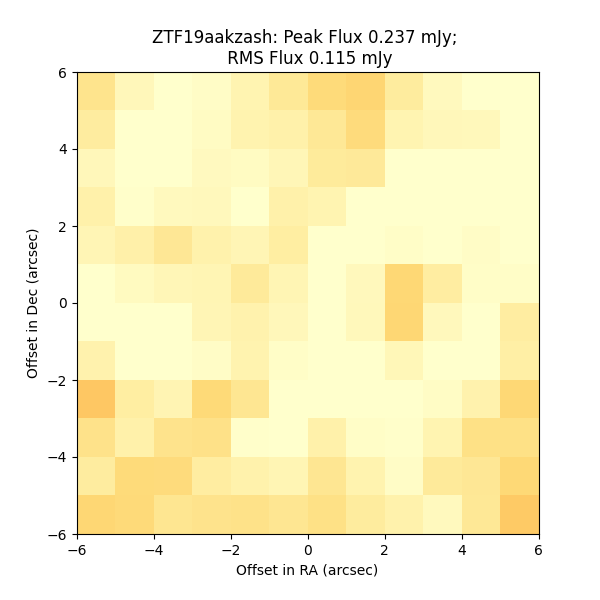 ZTF19aakzash: Peak Flux 0.237 mJy;
RMS Flux 0.115 mJy
6
4
2
0
−2
−4
−6
Offset in Dec (arcsec)
−6 −4 −2 0 2 4 6
Offset in RA (arcsec)